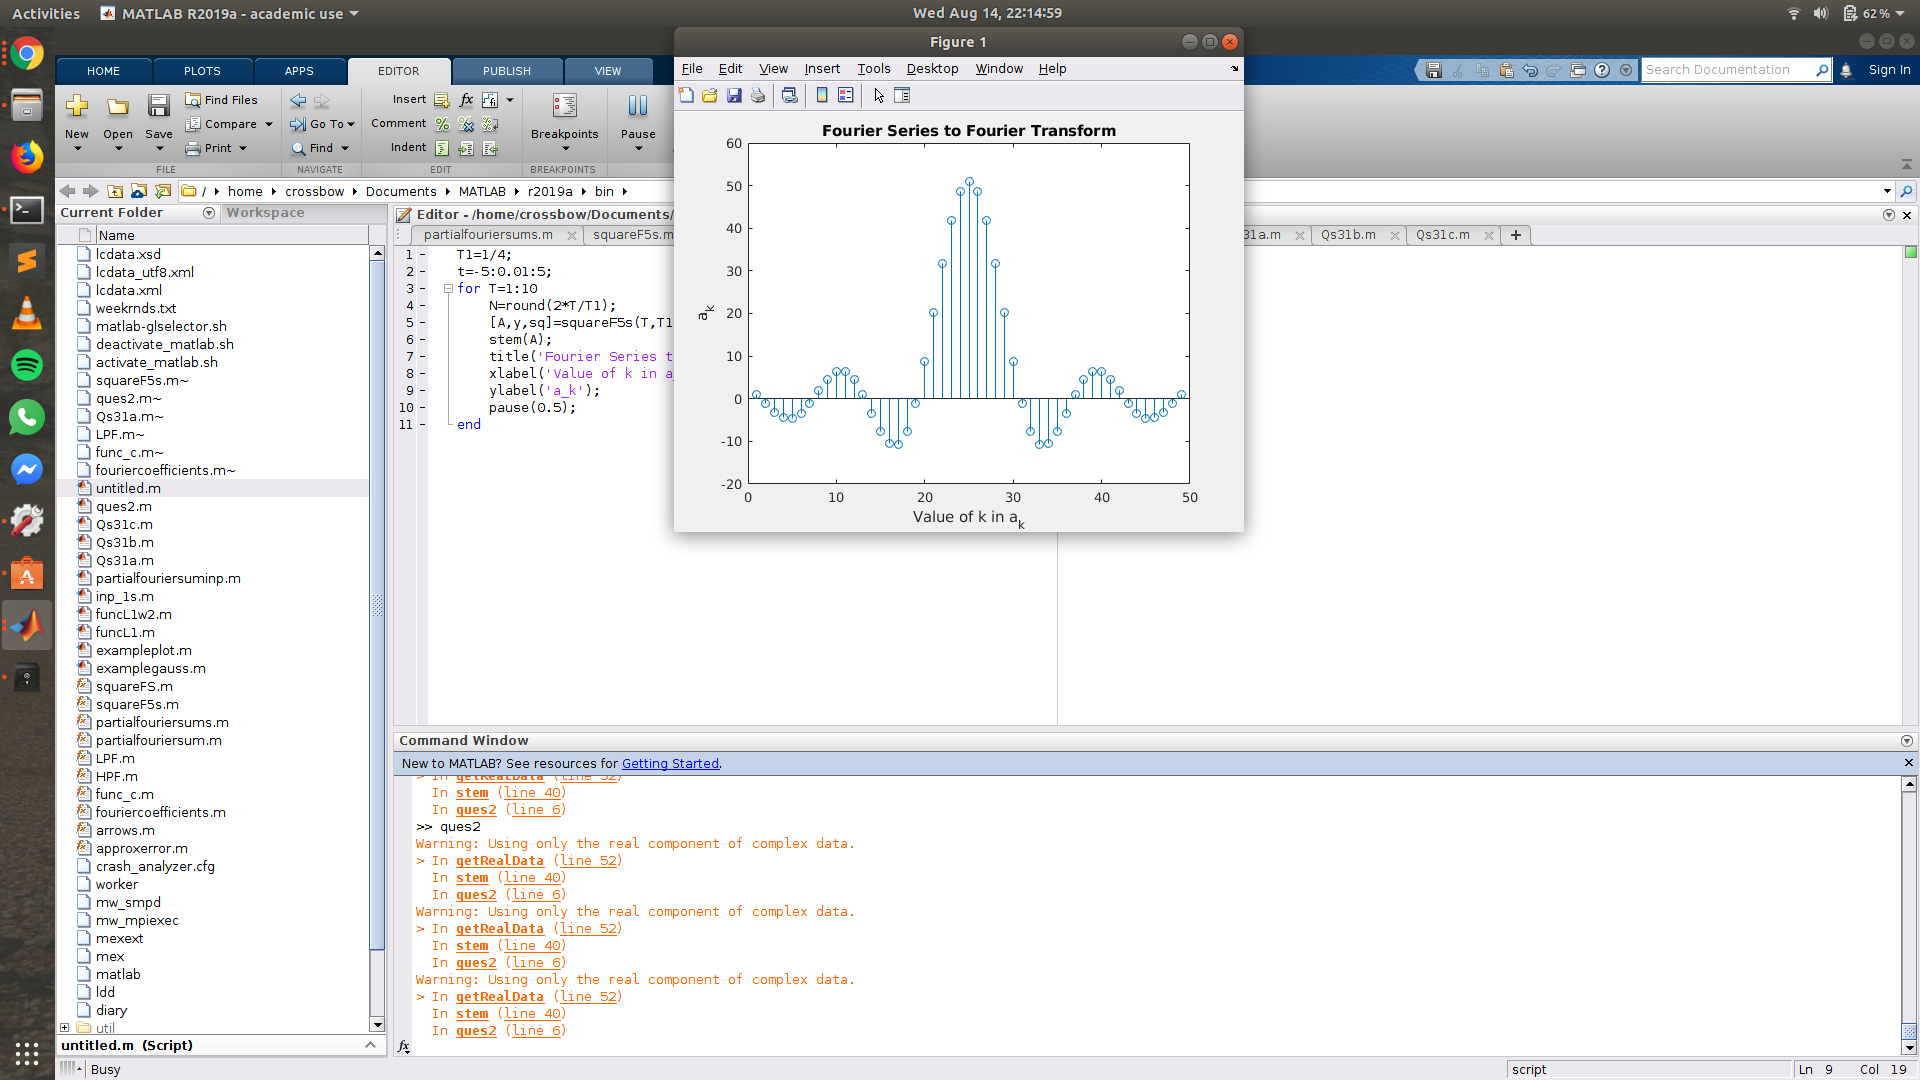 Activities
MATLAB R2019a - academic use
Wed Aug 14, 22:14:59
62 %
Figure 1
File Edit View Insert Tools Desktop Window Help
HOME PLOTS APPS EDITOR PUBLISH VIEW
Search Documentation
Sign In
New
Open
Save
Find Files
Compare
Print
FILE
Go To
Find
NAVIGATE
Insert
Comment
Indent
EDIT
Breakpoints
BREAKPOINTS
Pause
/ home crossbow Documents MATLAB r2019a bin
Current Folder
Workspace
Name
lcdata.xsd
lcdata_utf8.xml
lcdata.xml
weekrnds.txt
matlab-glselector.sh
deactivate_matlab.sh
activate_matlab.sh
squareF5s.m~
ques2.m~
Qs31a.m~
LPF.m~
func_c.m~
fouriercoefficients.m~
untitled.m
ques2.m
Qs31c.m
Qs31b.m
Qs31a.m
partialfouriersuminp.m
inp_1s.m
funcL1w2.m
funcL1.m
exampleplot.m
examplegauss.m
squareFS.m
squareF5s.m
partialfouriersums.m
partialfouriersum.m
LPF.m
HPF.m
func_c.m
fouriercoefficients.m
arrows.m
approxerror.m
crash_analyzer.cfg
worker
mw_smpd
mw_mpiexec
mexext
mex
matlab
ldd
diary
util
untitled.m (Script)
Busy
Editor - /home/crossbow/Documents/
partialfouriersums.m
squareF5s.m
31a.m
Qs31b.m
Qs31c.m
1 - T1=1/4;
2 - t=-5:0.01:5;
3 - for T=1:10
4 - N=round(2*T/T1);
5 - [A,y,sq]=squareF5s(T,T1
6 - stem(A);
7 - title('Fourier Series t
8 - xlabel('Value of k in a
9 - ylabel('a_k');
10 - pause(0.5);
11 - end
Fourier Series to Fourier Transform
60
50
40
30
20
10
0
-10
-20
a_k
0 10 20 30 40 50
Value of k in a_k
Command Window
New to MATLAB? See resources for Getting Started.
> In getRealData (line 52)
In stem (line 40)
In ques2 (line 6)
>> ques2
Warning: Using only the real component of complex data.
> In getRealData (line 52)
In stem (line 40)
In ques2 (line 6)
Warning: Using only the real component of complex data.
> In getRealData (line 52)
In stem (line 40)
In ques2 (line 6)
Warning: Using only the real component of complex data.
> In getRealData (line 52)
In stem (line 40)
In ques2 (line 6)
fx
script
Ln 9 Col 19